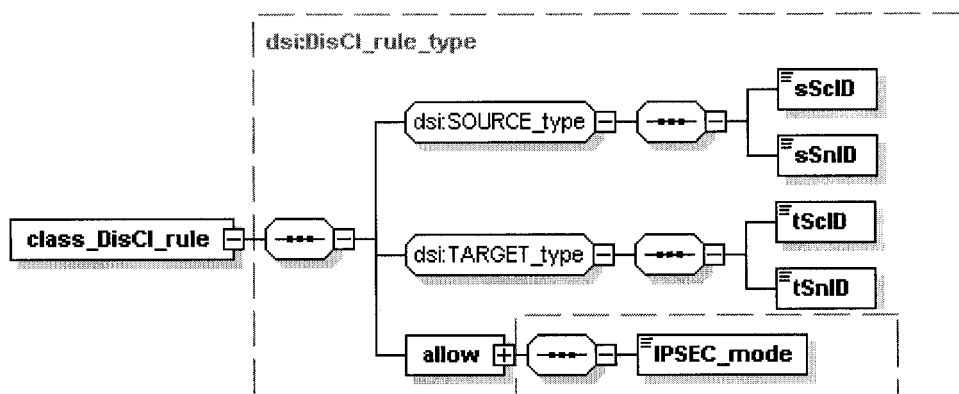 dsi:DisCI_rule_type
sScID
dsi:SOURCE_type
sSnID
class_DisCI_rule
tScID
dsi:TARGET_type
tSnID
allow
IPSEC_mode